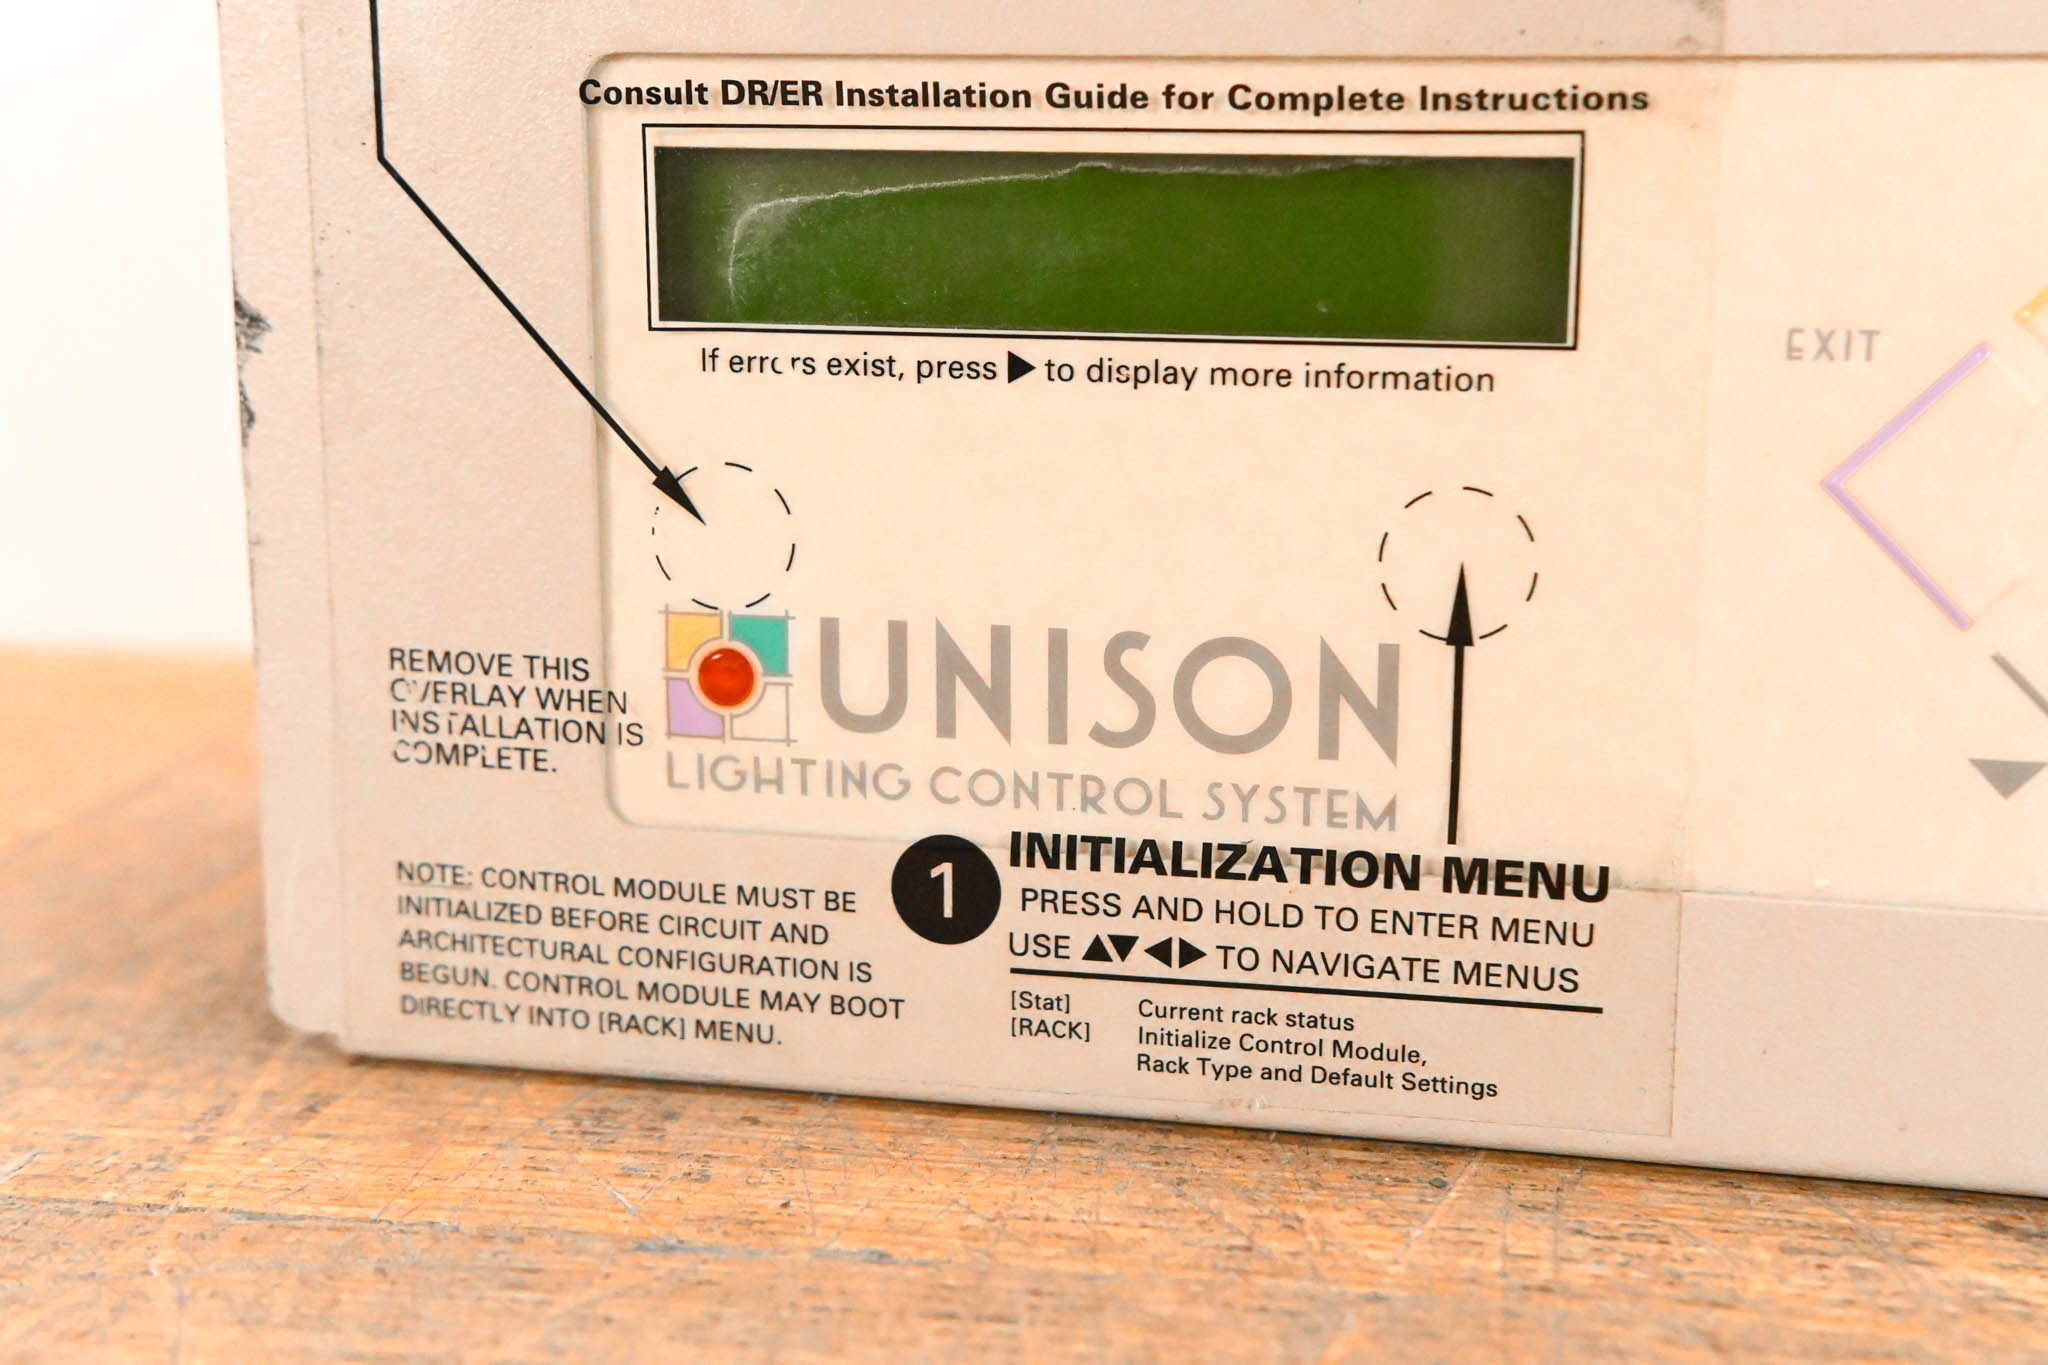 Consult DR/ER Installation Guide for Complete Instructions
If errors exist, press ▶ to display more information
EXIT
UNISON
LIGHTING CONTROL SYSTEM
REMOVE THIS
OVERLAY WHEN
INSTALLATION IS
COMPLETE.
NOTE: CONTROL MODULE MUST BE
INITIALIZED BEFORE CIRCUIT AND
ARCHITECTURAL CONFIGURATION IS
BEGUN. CONTROL MODULE MAY BOOT
DIRECTLY INTO [RACK] MENU.
1 INITIALIZATION MENU
PRESS AND HOLD TO ENTER MENU
USE ▲▼◀▶ TO NAVIGATE MENUS
[Stat] Current rack status
[RACK] Initialize Control Module,
Rack Type and Default Settings